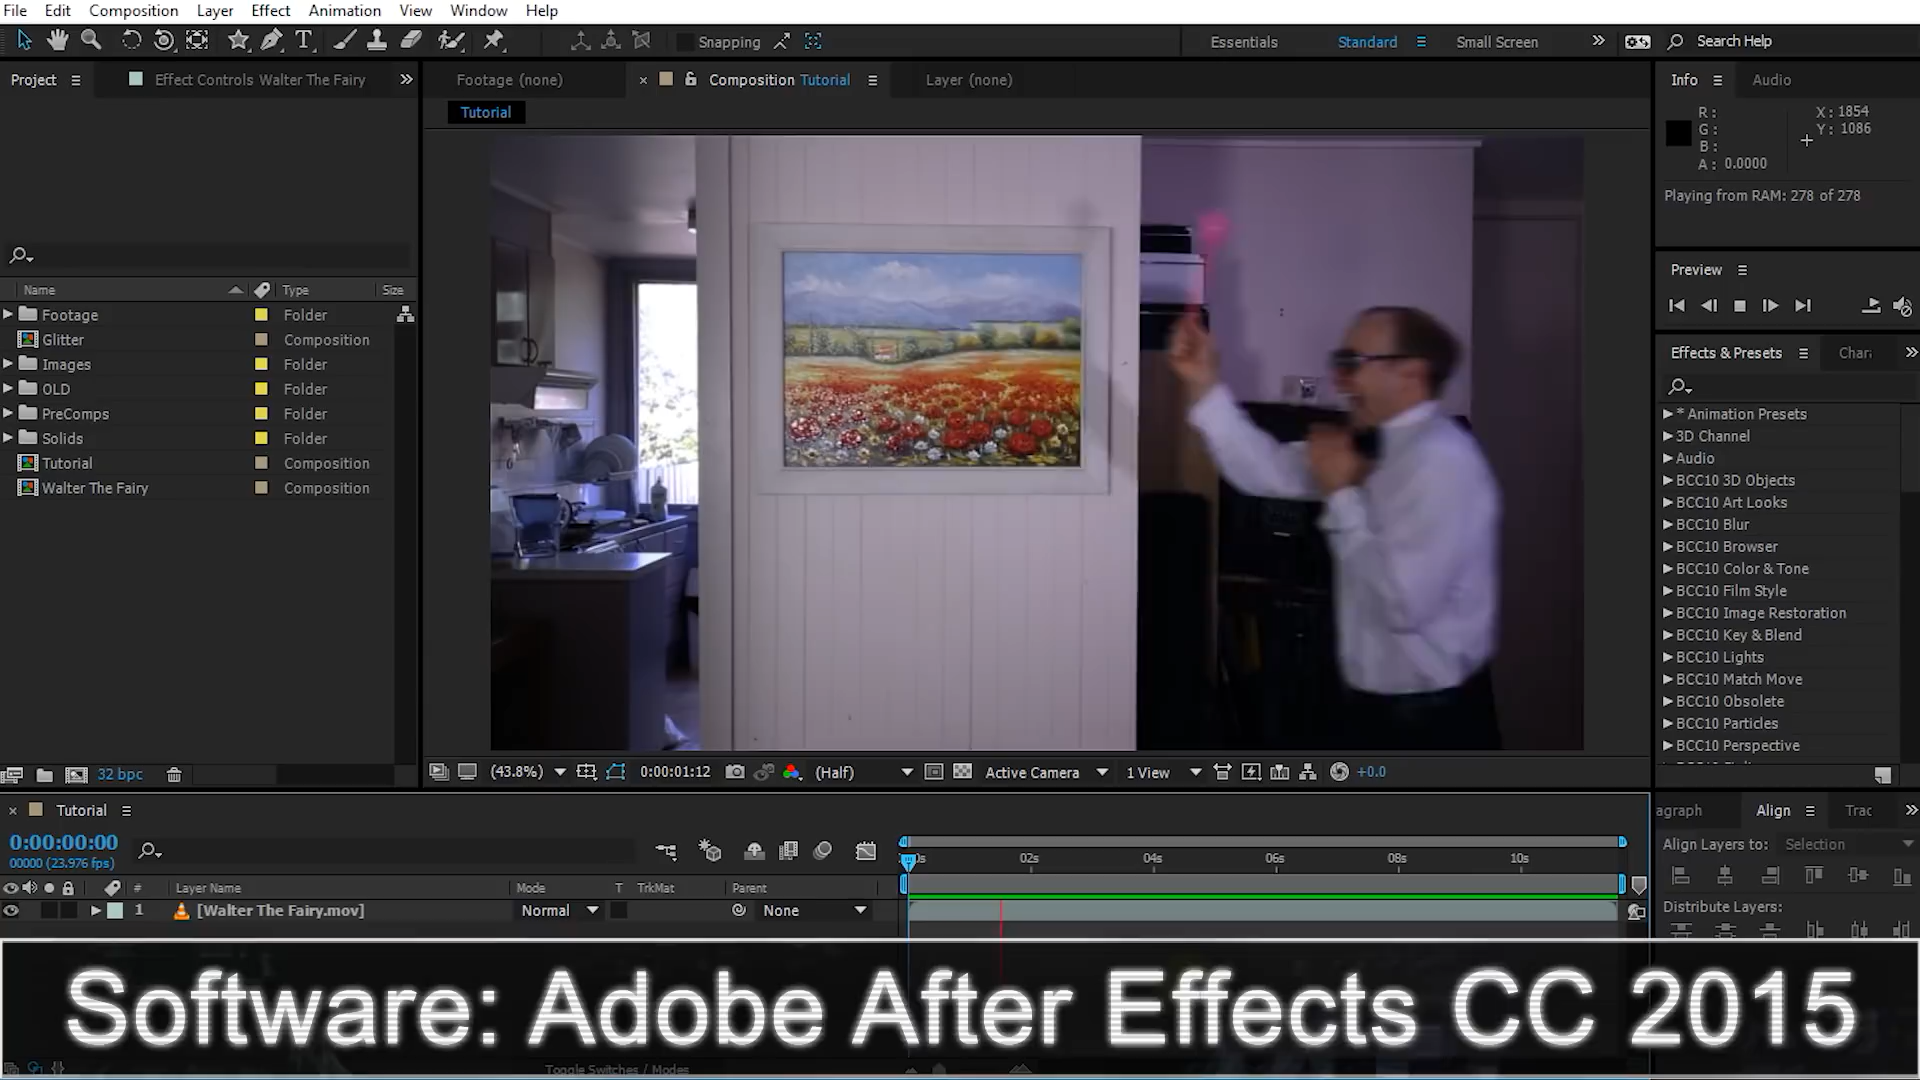 File Edit Composition Layer Effect Animation View Window Help
Snapping Essentials Standard Small Screen Search Help
Project Effect Controls Walter The Fairy
Footage (none) Composition Tutorial Layer (none)
Tutorial
Info Audio
R : X : 1854
G : Y : 1086
B :
A : 0.0000
Playing from RAM: 278 of 278
Preview
Name Type Size
Footage Folder
Glitter Composition
Images Folder
OLD Folder
PreComps Folder
Solids Folder
Tutorial Composition
Walter The Fairy Composition
Effects & Presets Char
* Animation Presets
3D Channel
Audio
BCC10 3D Objects
BCC10 Art Looks
BCC10 Blur
BCC10 Browser
BCC10 Color & Tone
BCC10 Film Style
BCC10 Image Restoration
BCC10 Key & Blend
BCC10 Lights
BCC10 Match Move
BCC10 Obsolete
BCC10 Particles
BCC10 Perspective
32 bpc
(43.8%) 0:00:01:12 (Half) Active Camera 1 View +0.0
Tutorial
0:00:00:00
00000 (23.976 fps)
02s 04s 06s 08s 10s
# Layer Name Mode T TrkMat Parent
1 [Walter The Fairy.mov] Normal None
agraph Align Trac
Align Layers to: Selection
Distribute Layers:
Software: Adobe After Effects CC 2015
Toggle Switches / Modes